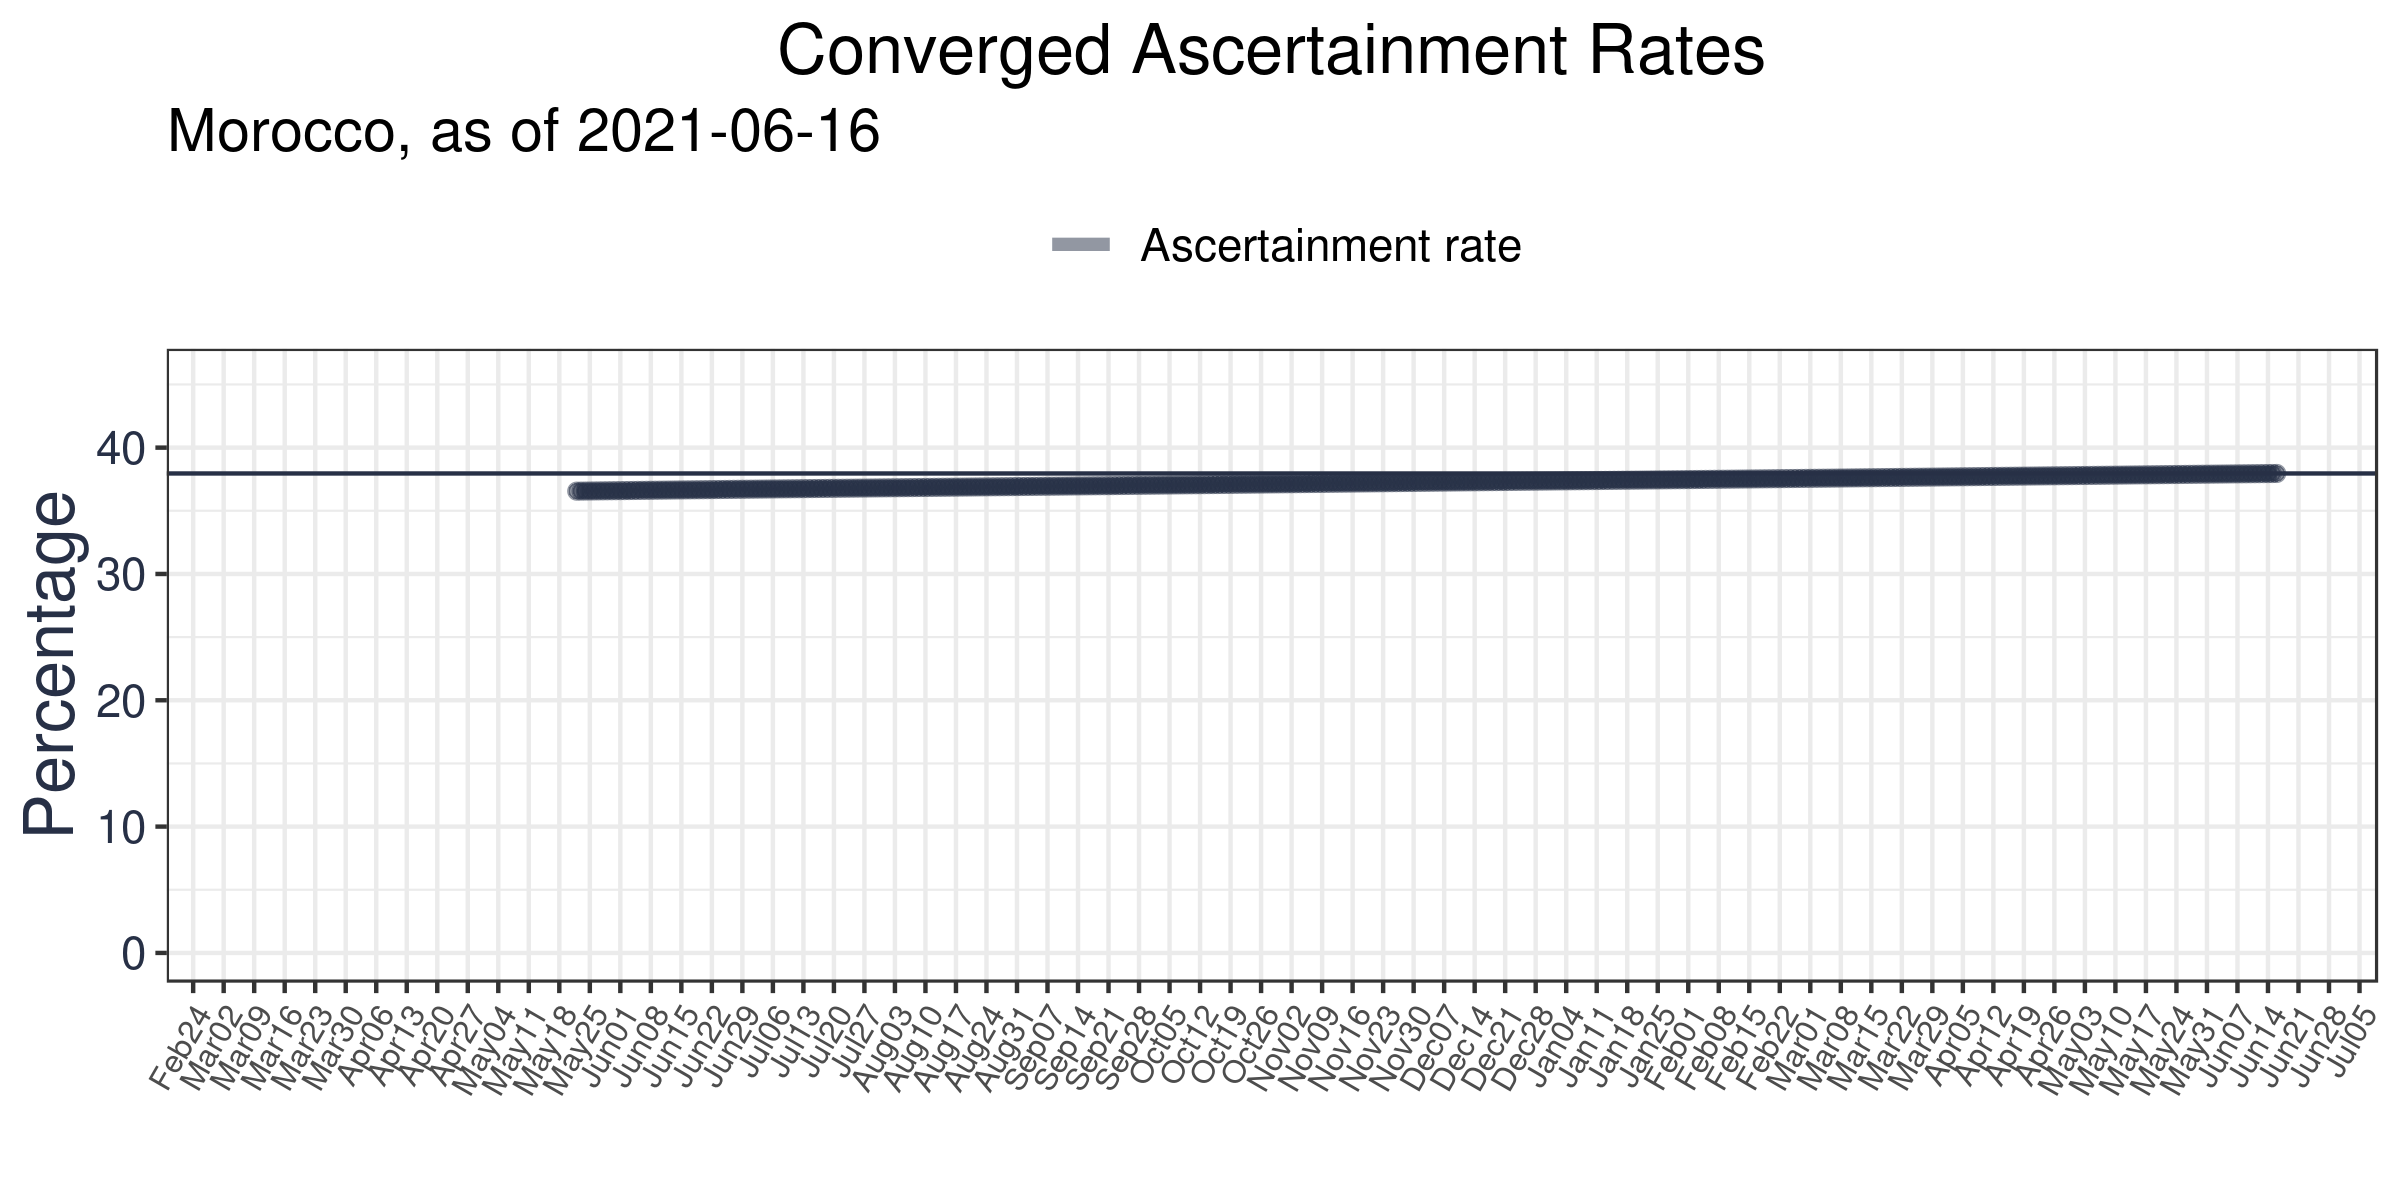 Converged Ascertainment Rates
Morocco, as of 2021-06-16
Ascertainment rate
Percentage
40
30
20
10
0
Feb24
Mar02
Mar09
Mar16
Mar23
Mar30
Apr06
Apr13
Apr20
Apr27
May04
May11
May18
May25
Jun01
Jun08
Jun15
Jun22
Jun29
Jul06
Jul13
Jul20
Jul27
Aug03
Aug10
Aug17
Aug24
Aug31
Sep07
Sep14
Sep21
Sep28
Oct05
Oct12
Oct19
Oct26
Nov02
Nov09
Nov16
Nov23
Nov30
Dec07
Dec14
Dec21
Dec28
Jan04
Jan11
Jan18
Jan25
Feb01
Feb08
Feb15
Feb22
Mar01
Mar08
Mar15
Mar22
Mar29
Apr05
Apr12
Apr19
Apr26
May03
May10
May17
May24
May31
Jun07
Jun14
Jun21
Jun28
Jul05